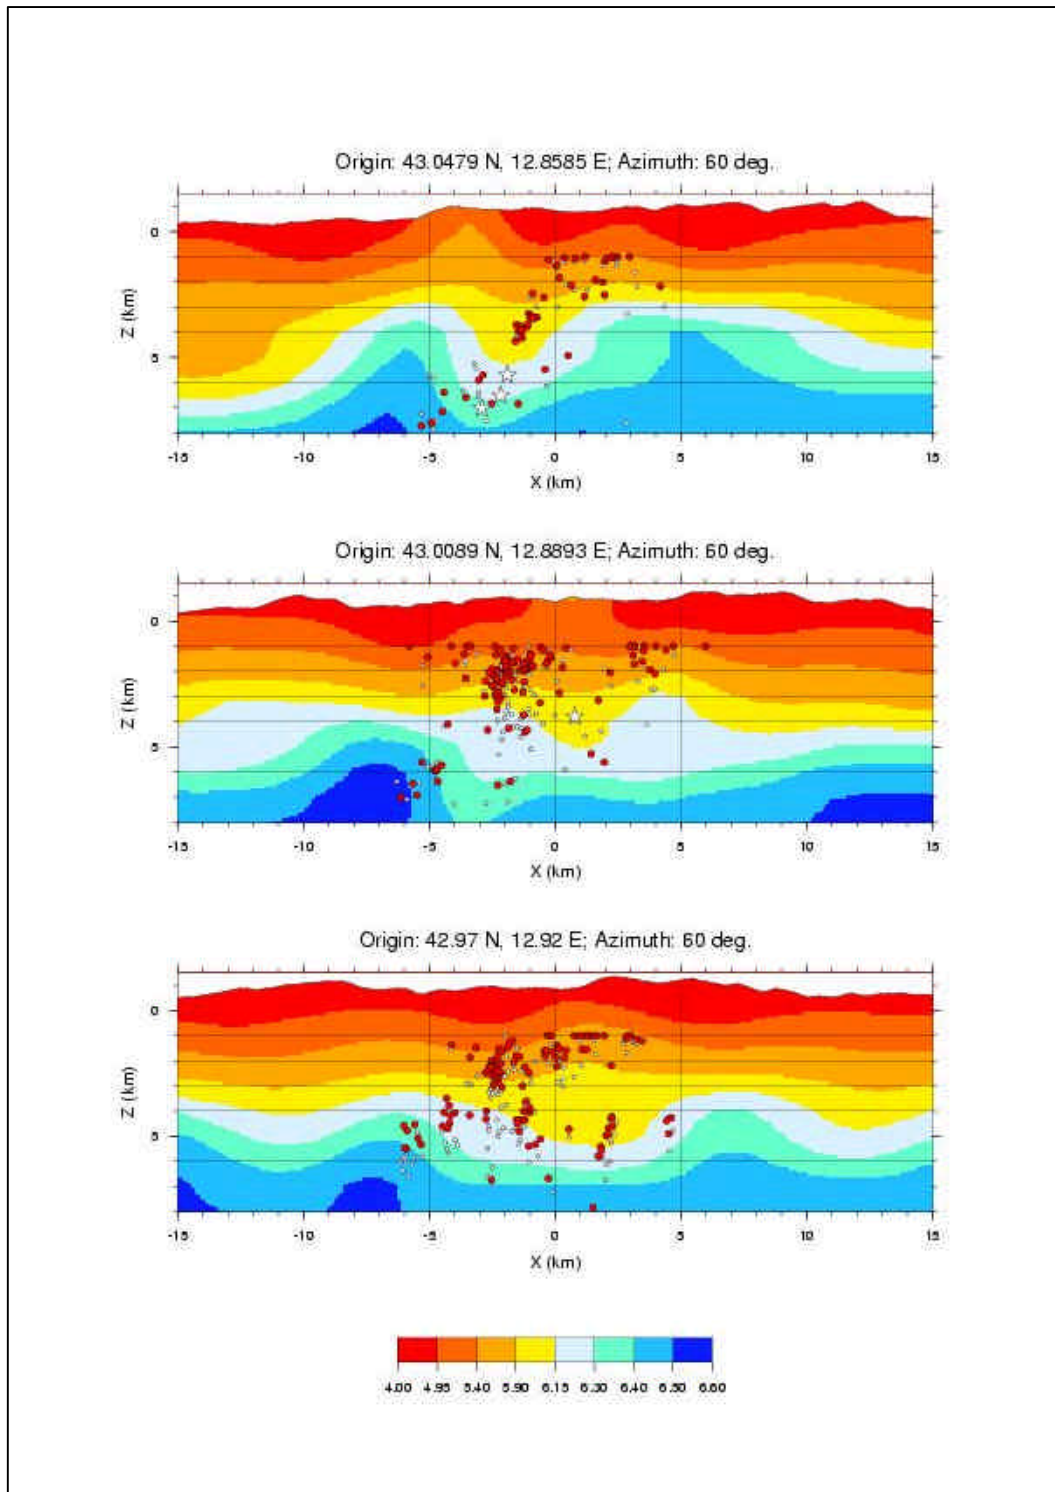 Origin: 43.0479 N, 12.8585 E; Azimuth: 60 deg.
0
5
Z (km)
-15 -10 -5 0 5 10 15
X (km)
Origin: 43.0089 N, 12.8893 E; Azimuth: 60 deg.
0
5
Z (km)
-15 -10 -5 0 5 10 15
X (km)
Origin: 42.97 N, 12.92 E; Azimuth: 60 deg.
0
5
Z (km)
-15 -10 -5 0 5 10 15
X (km)
4.00 4.95 5.40 5.90 6.15 6.30 6.40 6.50 6.60